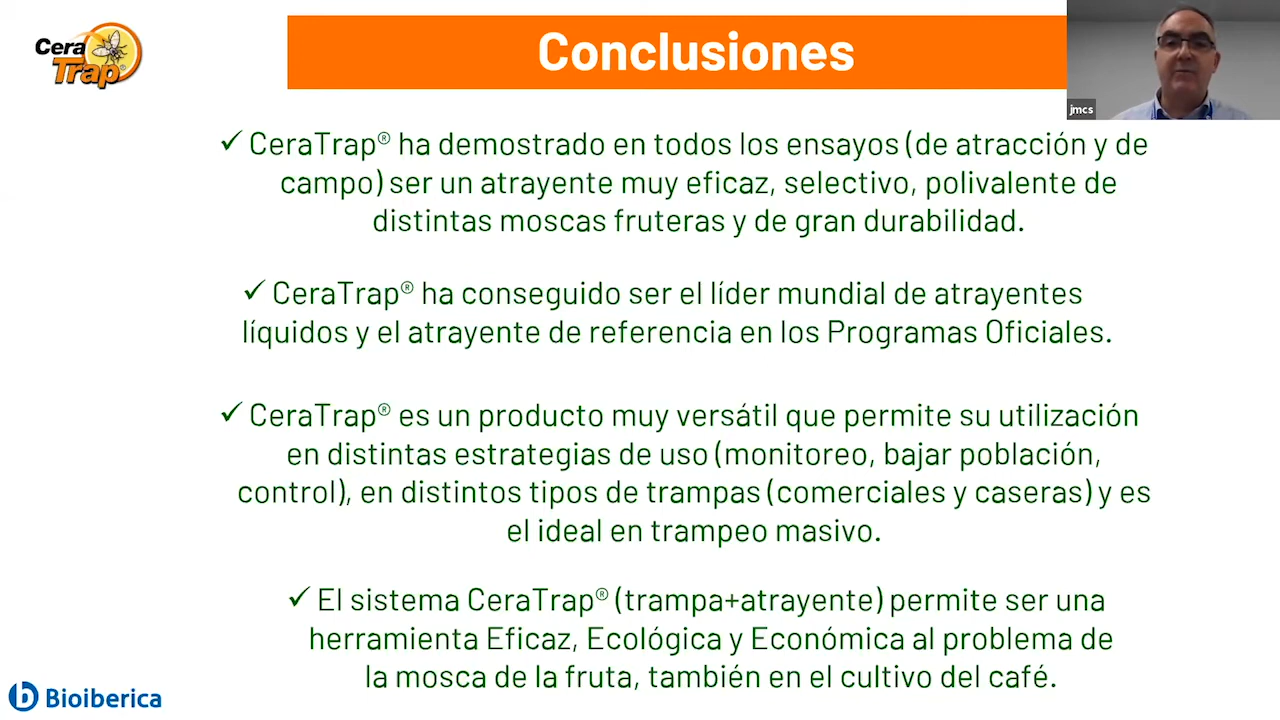 Cera
Trap®
Conclusiones
jmcs
✓ CeraTrap® ha demostrado en todos los ensayos (de atracción y de
campo) ser un atrayente muy eficaz, selectivo, polivalente de
distintas moscas fruteras y de gran durabilidad.
✓ CeraTrap® ha conseguido ser el líder mundial de atrayentes
líquidos y el atrayente de referencia en los Programas Oficiales.
✓ CeraTrap® es un producto muy versátil que permite su utilización
en distintas estrategias de uso (monitoreo, bajar población,
control), en distintos tipos de trampas (comerciales y caseras) y es
el ideal en trampeo masivo.
✓ El sistema CeraTrap® (trampa+atrayente) permite ser una
herramienta Eficaz, Ecológica y Económica al problema de
la mosca de la fruta, también en el cultivo del café.
b Bioiberica